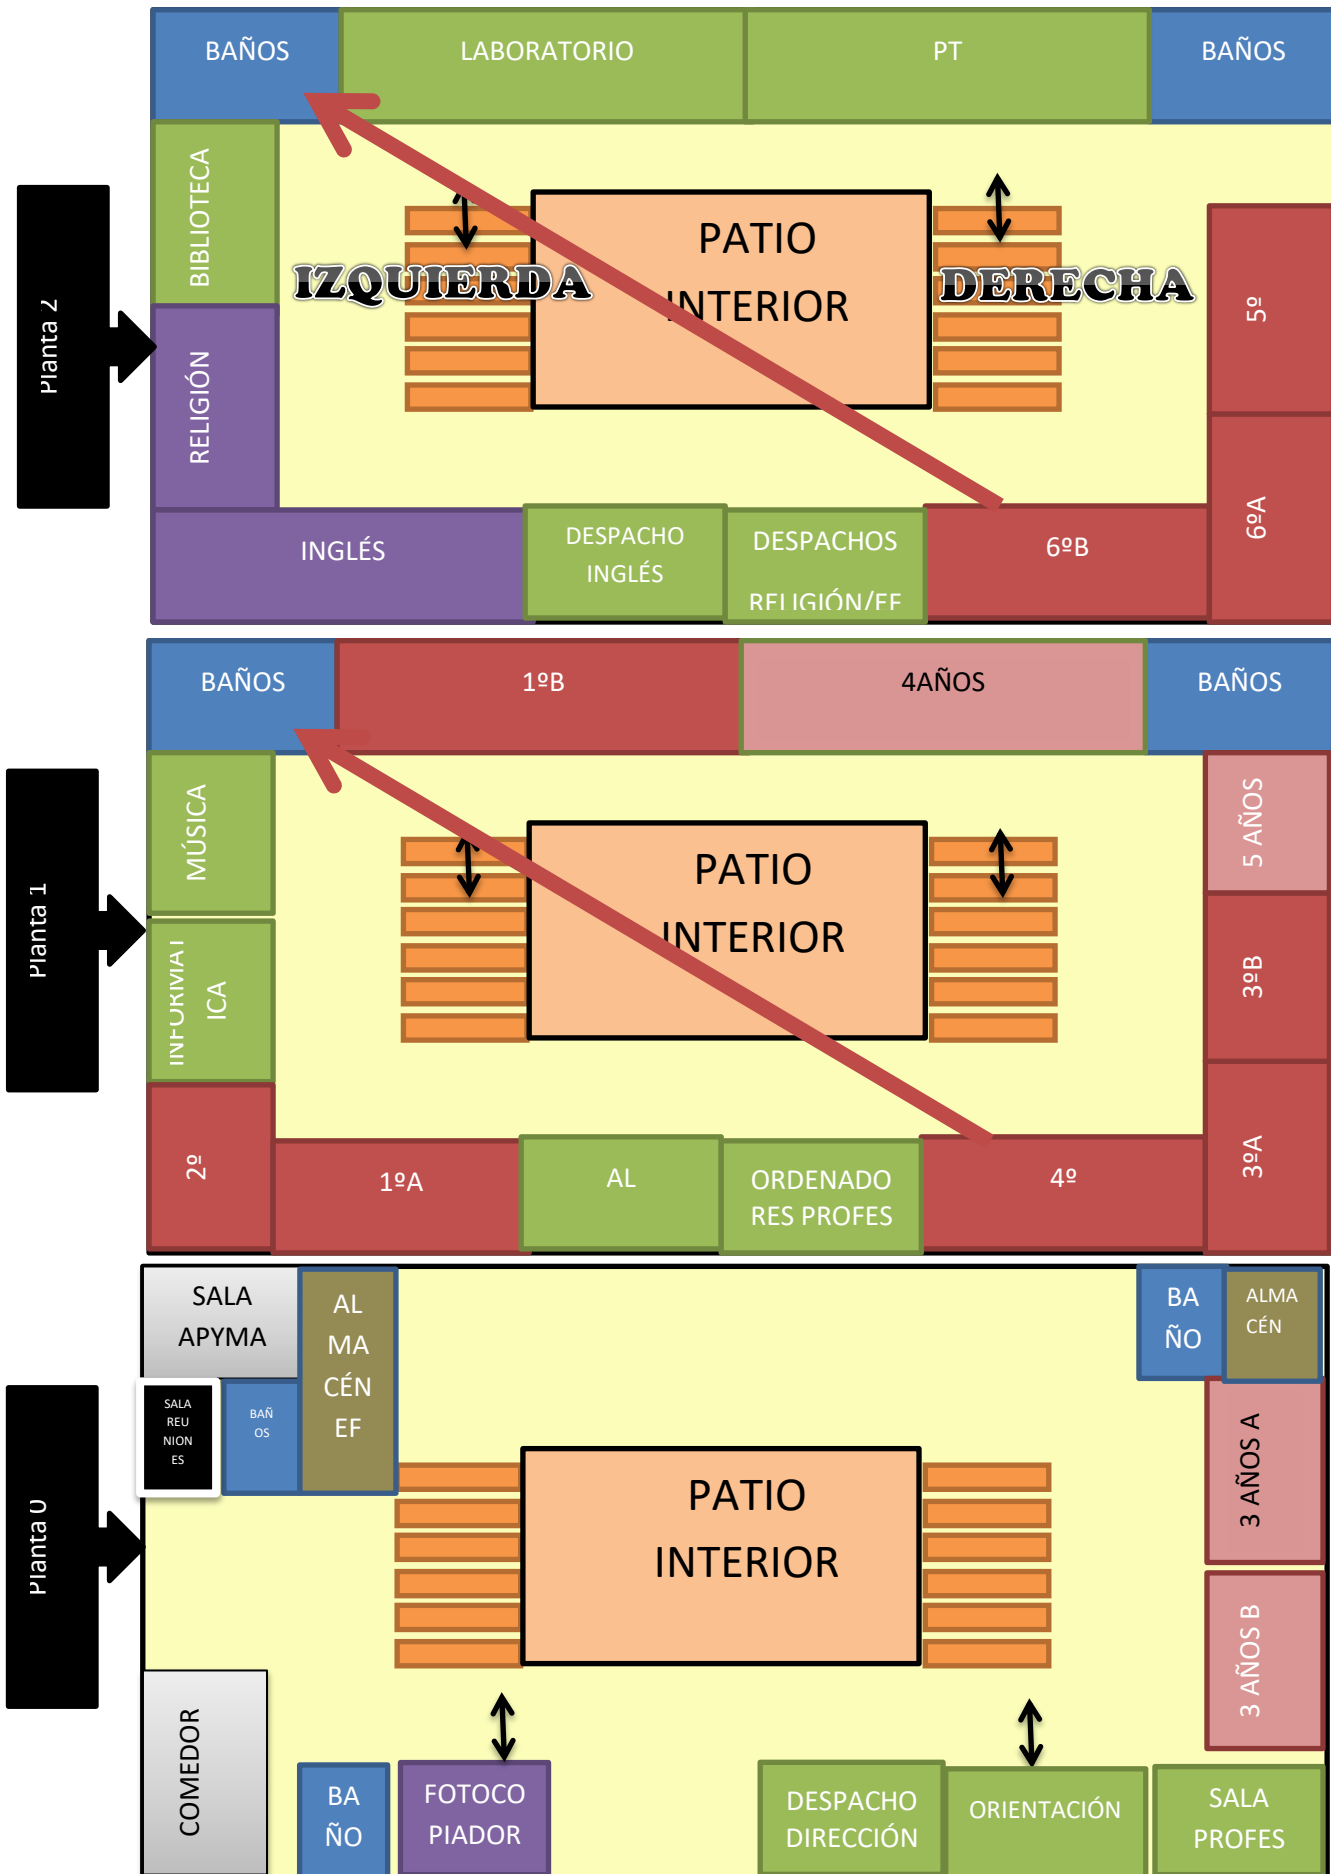 BAÑOS
LABORATORIO
PT
BAÑOS
BIBLIOTECA
PATIO
INTERIOR
IZQUIERDA
DERECHA
Planta 2
5º
RELIGIÓN
6ºA
INGLÉS
DESPACHO
INGLÉS
DESPACHOS
RELIGIÓN/EF
6ºB
BAÑOS
1ºB
4AÑOS
BAÑOS
MÚSICA
5 AÑOS
PATIO
INTERIOR
Planta 1
INFORMAT
ICA
3ºB
2º
1ºA
AL
ORDENADO
RES PROFES
4º
3ºA
SALA
APYMA
AL
MA
CÉN
EF
BA
ÑO
ALMA
CÉN
SALA
REU
NION
ES
BAÑ
OS
3 AÑOS A
PATIO
INTERIOR
Planta 0
3 AÑOS B
COMEDOR
BA
ÑO
FOTOCO
PIADOR
DESPACHO
DIRECCIÓN
ORIENTACIÓN
SALA
PROFES